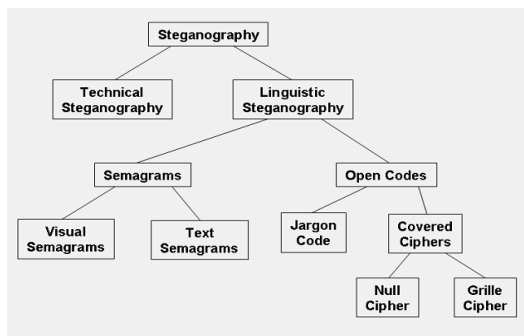 Steganography
Technical
Steganography
Linguistic
Steganography
Semagrams
Open Codes
Visual
Semagrams
Text
Semagrams
Jargon
Code
Covered
Ciphers
Null
Cipher
Grille
Cipher